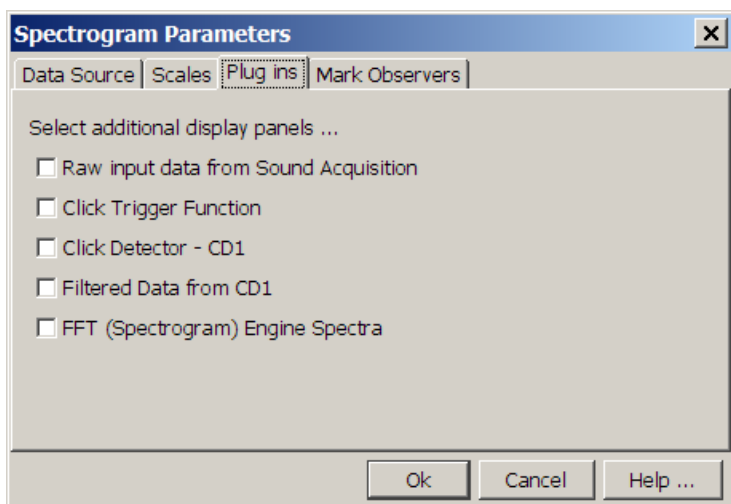 Spectrogram Parameters
Data Source Scales Plug ins Mark Observers
Select additional display panels ...
Raw input data from Sound Acquisition
Click Trigger Function
Click Detector - CD1
Filtered Data from CD1
FFT (Spectrogram) Engine Spectra
Ok Cancel Help ...